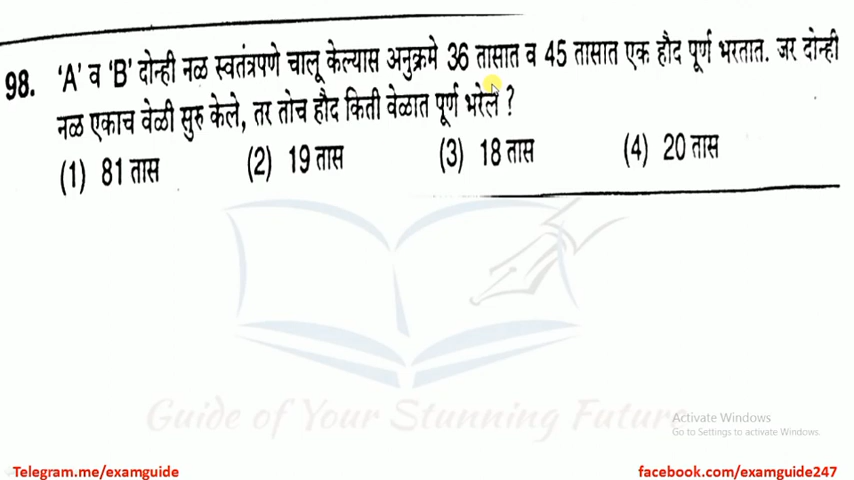 98. 'A' व 'B' दोन्ही नळ स्वतंत्रपणे चालू केल्यास अनुक्रमे 36 तासात व 45 तासात एक हौद पूर्ण भरतात. जर दोन्ही
नळ एकाच वेळी सुरु केले, तर तोच हौद किती वेळात पूर्ण भरेल ?
(1) 81 तास (2) 19 तास (3) 18 तास (4) 20 तास
Guide of Your Stunning Future
Activate Windows
Go to Settings to activate Windows.
Telegram.me/examguide facebook.com/examguide247